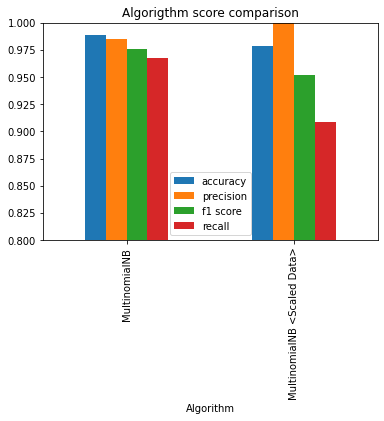 Algorigthm score comparison
1.000
0.975
0.950
0.925
0.900
0.875
0.850
0.825
0.800
accuracy
precision
f1 score
recall
MultinomialNB
MultinomialNB <Scaled Data>
Algorithm